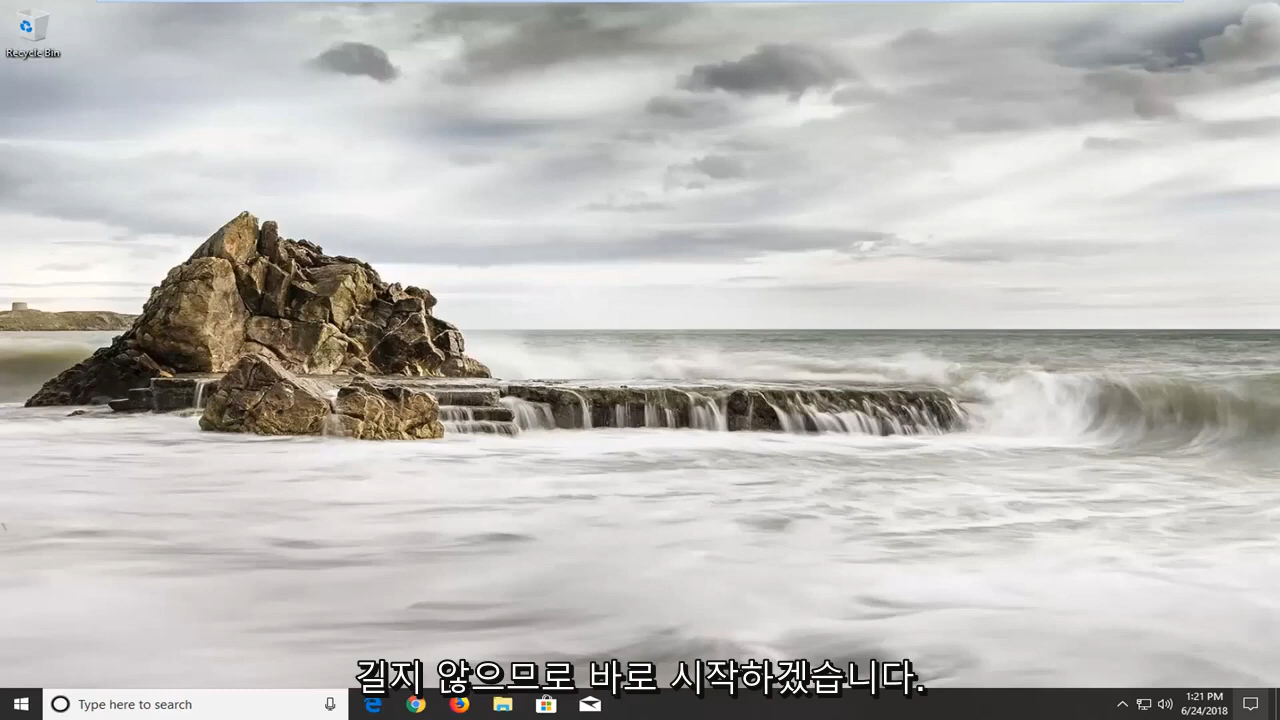 Recycle Bin
길지 않으므로 바로 시작하겠습니다.
Type here to search
1:21 PM
6/24/2018